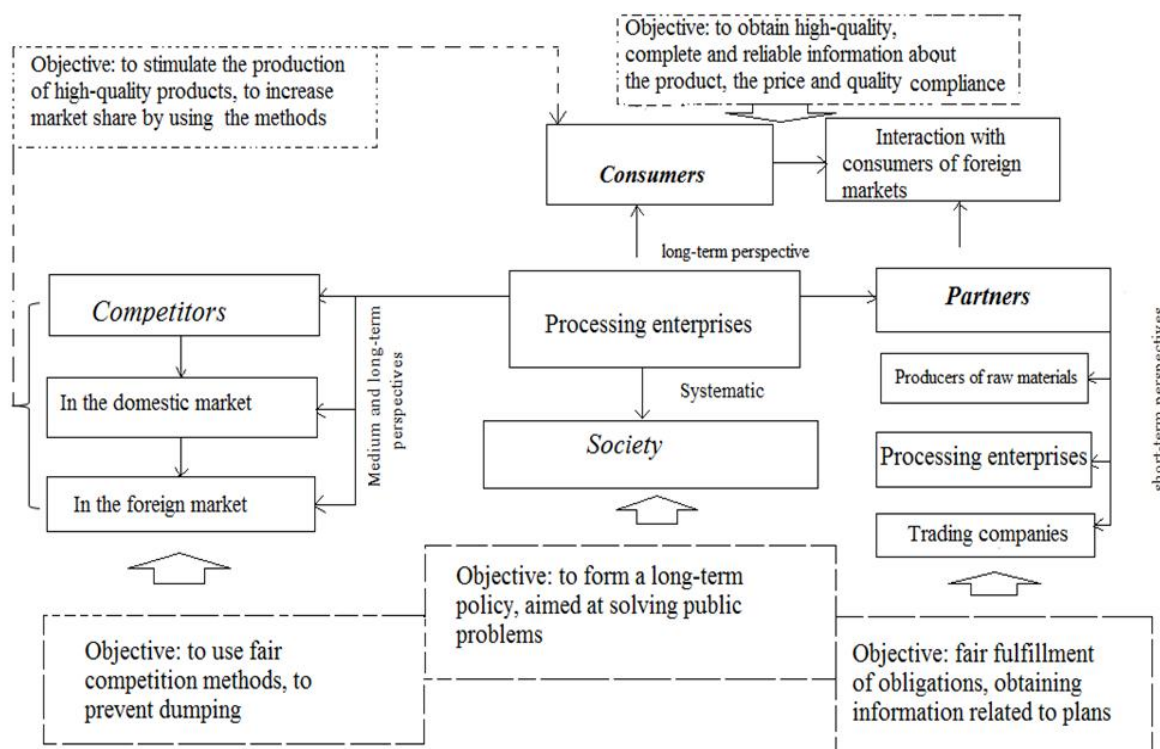 Objective: to stimulate the production
of high-quality products, to increase
market share by using the methods
Objective: to obtain high-quality,
complete and reliable information about
the product, the price and quality compliance
Consumers
Interaction with
consumers of foreign
markets
long-term perspective
Competitors
In the domestic market
In the foreign market
Medium and long-term
perspectives
Processing enterprises
Systematic
Society
Partners
Producers of raw materials
Processing enterprises
Trading companies
short-term perspectives
Objective: to use fair
competition methods, to
prevent dumping
Objective: to form a long-term
policy, aimed at solving public
problems
Objective: fair fulfillment
of obligations, obtaining
information related to plans